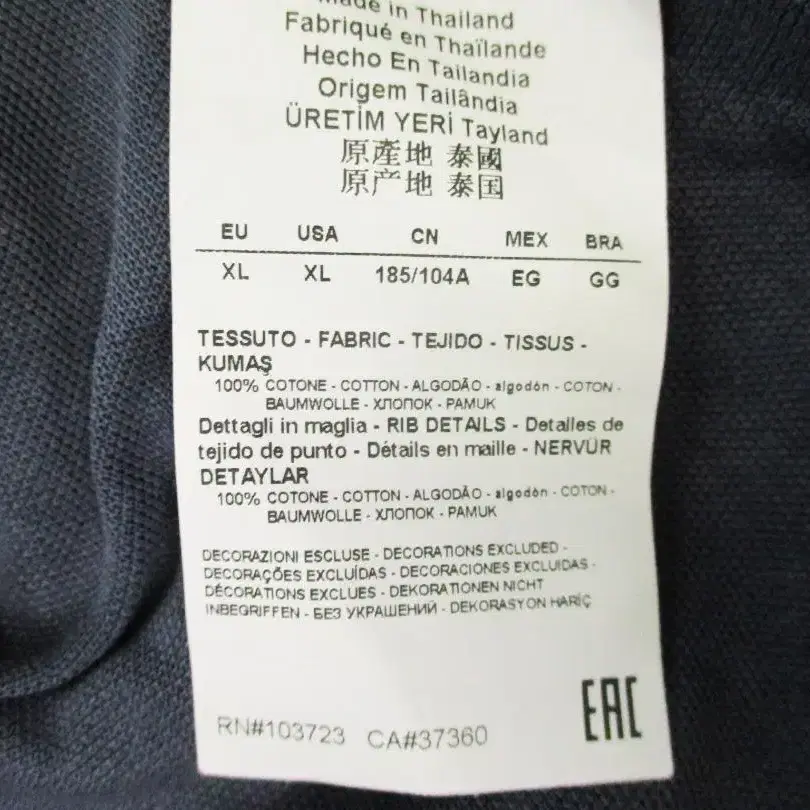 Made in Thailand
Fabriqué en Thaïlande
Hecho En Tailandia
Origem Tailândia
ÜRETİM YERİ Tayland
原產地 泰國
原产地 泰国
EU USA CN MEX BRA
XL XL 185/104A EG GG
TESSUTO - FABRIC - TEJIDO - TISSUS -
KUMAŞ
100% COTONE - COTTON - ALGODÃO - algodón - COTON -
BAUMWOLLE - ХЛОПОК - PAMUK
Dettagli in maglia - RIB DETAILS - Detalles de
tejido de punto - Détails en maille - NERVÜR
DETAYLAR
100% COTONE - COTTON - ALGODÃO - algodón - COTON -
BAUMWOLLE - ХЛОПОК - PAMUK
DECORAZIONI ESCLUSE - DECORATIONS EXCLUDED -
DECORAÇÕES EXCLUÍDAS - DECORACIONES EXCLUIDAS -
DÉCORATIONS EXCLUES - DEKORATIONEN NICHT
INBEGRIFFEN - БЕЗ УКРАШЕНИЙ - DEKORASYON HARİÇ
RN#103723 CA#37360
EAC